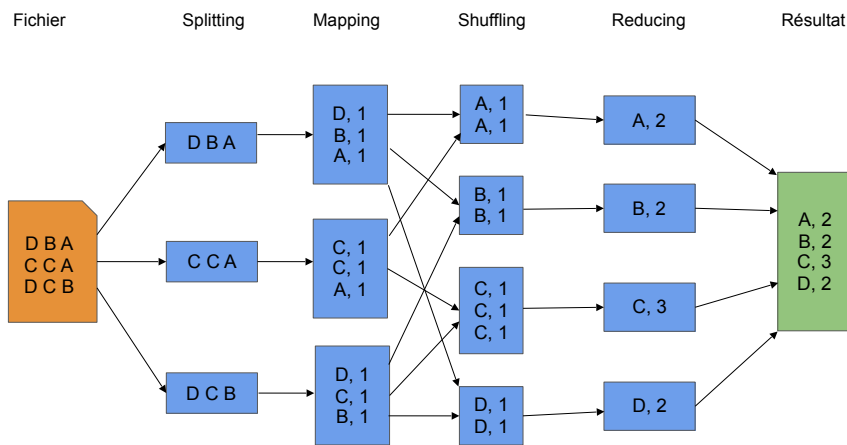 Fichier
Splitting
Mapping
Shuffling
Reducing
Résultat
D B A
C C A
D C B
D B A
C C A
D C B
D, 1
B, 1
A, 1
C, 1
C, 1
A, 1
D, 1
C, 1
B, 1
A, 1
A, 1
B, 1
B, 1
C, 1
C, 1
C, 1
D, 1
D, 1
A, 2
B, 2
C, 3
D, 2
A, 2
B, 2
C, 3
D, 2